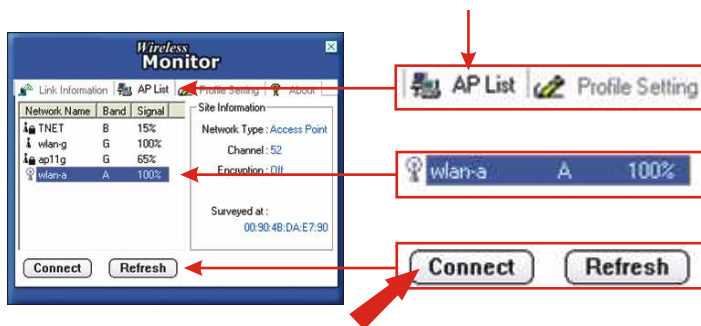 Wireless
Monitor
Link Information AP List Profile Setting About
Network Name Band Signal
TNET B 15%
wlan-g G 100%
ap11g G 65%
wlan-a A 100%
Site Information
Network Type : Access Point
Channel : 52
Encryption : Off
Surveyed at :
00:90:4B:DA:E7:90
Connect Refresh
AP List Profile Setting
wlan-a A 100%
Connect Refresh